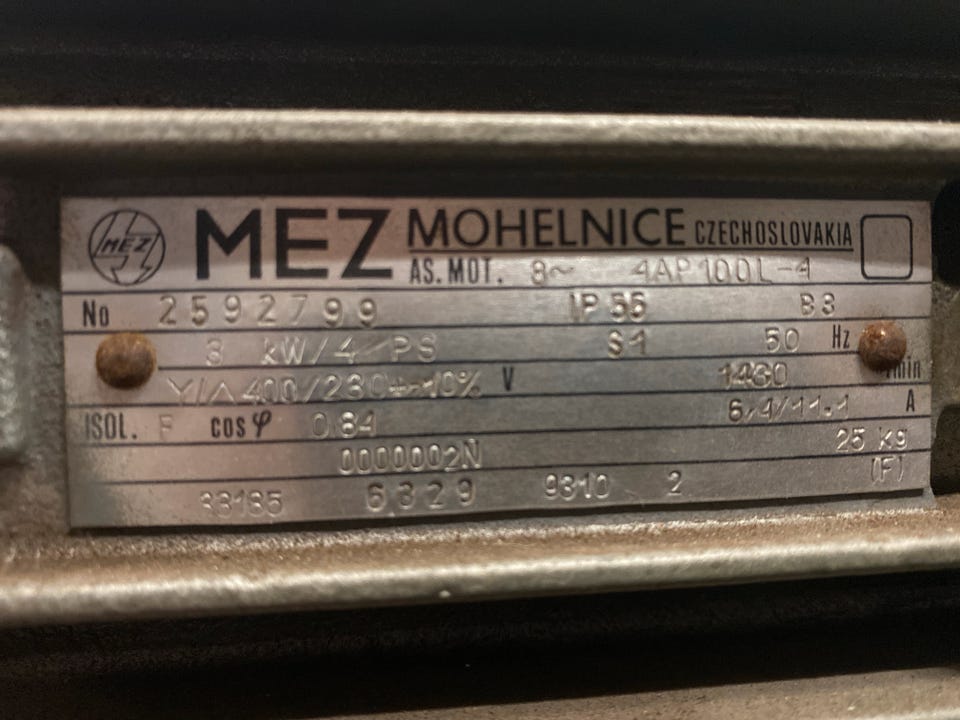 MEZ MEZ MOHELNICE CZECHOSLOVAKIA
AS. MOT. 3~ 4AP100L-4
No 2592799 IP 55 B3
3 kW/4 PS S1 50 Hz
Y/△ 400/230+-10% V 1430 /min
6,4/11.1 A
ISOL. F cos φ 0.84
25 kg
0000002N (F)
33185 6329 9310 2